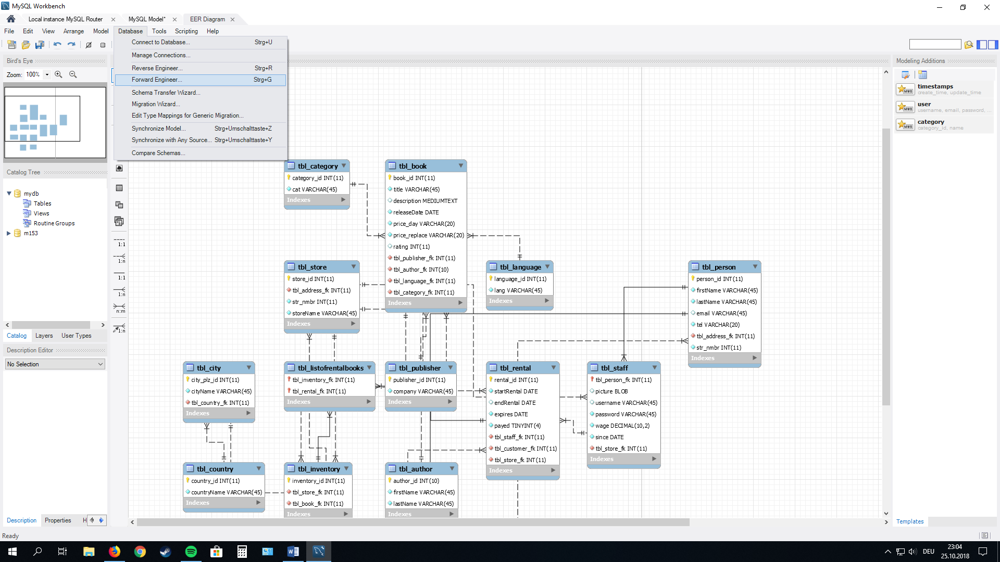 MySQL Workbench
Local instance MySQL Router
MySQL Model*
EER Diagram
File Edit View Arrange Model Database Tools Scripting Help
Connect to Database... Strg+U
Manage Connections...
Reverse Engineer... Strg+R
Forward Engineer... Strg+G
Schema Transfer Wizard...
Migration Wizard...
Edit Type Mappings for Generic Migration...
Synchronize Model... Strg+Umschalttaste+Z
Synchronize with Any Source... Strg+Umschalttaste+Y
Compare Schemas...
Bird's Eye
Zoom: 100%
Catalog Tree
mydb
Tables
Views
Routine Groups
m153
Catalog Layers User Types
Description Editor
No Selection
Description Properties H
1:1
1:n
1:1
1:n
n:m
1:n
tbl_category
category_id INT(11)
cat VARCHAR(45)
Indexes
tbl_book
book_id INT(11)
title VARCHAR(45)
description MEDIUMTEXT
releaseDate DATE
price_day VARCHAR(20)
price_replace VARCHAR(20)
rating INT(11)
tbl_publisher_fk INT(11)
tbl_author_fk INT(10)
tbl_language_fk INT(11)
tbl_category_fk INT(11)
Indexes
tbl_store
store_id INT(11)
tbl_address_fk INT(11)
str_nmbr INT(11)
storeName VARCHAR(45)
Indexes
tbl_language
language_id INT(11)
lang VARCHAR(45)
Indexes
tbl_person
person_id INT(11)
firstName VARCHAR(45)
lastName VARCHAR(45)
email VARCHAR(45)
tel VARCHAR(20)
tbl_address_fk INT(11)
str_nmbr INT(11)
Indexes
tbl_city
city_plz_id INT(11)
cityName VARCHAR(45)
tbl_country_fk INT(11)
Indexes
tbl_listofrentalbooks
tbl_inventory_fk INT(11)
tbl_rental_fk INT(11)
Indexes
tbl_publisher
publisher_id INT(11)
company VARCHAR(45)
Indexes
tbl_rental
rental_id INT(11)
startRental DATE
endRental DATE
expires DATE
payed TINYINT(4)
tbl_staff_fk INT(11)
tbl_customer_fk INT(11)
tbl_store_fk INT(11)
Indexes
tbl_staff
tbl_person_fk INT(11)
picture BLOB
username VARCHAR(45)
password VARCHAR(45)
wage DECIMAL(10,2)
since DATE
tbl_store_fk INT(11)
Indexes
tbl_country
country_id INT(11)
countryName VARCHAR(45)
Indexes
tbl_inventory
inventory_id INT(11)
tbl_store_fk INT(11)
tbl_book_fk INT(11)
Indexes
tbl_author
author_id INT(10)
firstName VARCHAR(45)
lastName VARCHAR(45)
Indexes
Modeling Additions
MWB
timestamps
create_time, update_time
MWB
user
username, email, password, ...
MWB
category
category_id, name
Templates
Ready
DEU
23:04
25.10.2018